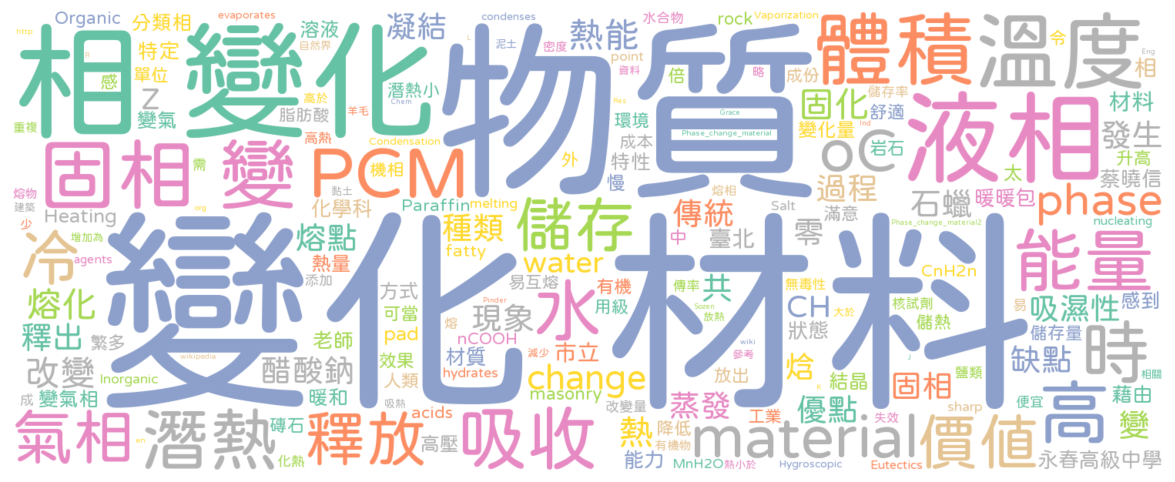 Organic
evaporates
http
分類相
溶液
凝結
condenses
熱能
水合物
rock
Vaporization
令
Eng
相
特定
自然界
泥土
密度
point
資料
倍
略
成份
儲存率
感
單位
Z
潛熱小
Chem
相變化
物質
體積
溫度
重複
變氣
高於
脂肪酸
羊毛
環境
Grace
固化
舒適
材料
高熱
Condensation
成本
Phase_change_material
變化量
Ind
岩石
發生
液相
固相變
需
PCM
機相
外
特性
oC
太
升高
熔物
黏土
慢
熔相
過程
蔡曉信
建築
Heating
化學科
Paraffin
melting
傳統
Salt
滿意
石蠟
暖暖包
phase
少
org
種類
儲存
中
臺北
零
Phase_change_material2
nucleating
冷
增加為
熔點
fatty
water
agents
熱量
添加
易互熔
有機
傳率
共
無毒性
CnH2n
能量
熔化
方式
水
用級
CH
核試劑
易
吸濕性
感到
釋出
可當
Pinder
現象
Sozen
放熱
大於
儲熱
變化材料
繁多
老師
pad
熔
nCOOH
狀態
儲存量
wikipedia
效果
材質
市立
減少
wiki
參考
焓
結晶
缺點
時
改變
Inorganic
醋酸鈉
人類
hydrates
change
放出
固相
鹽類
相關
成
變氣相
暖和
吸熱
acids
masonry
改變量
蒸發
工業
優點
sharp
便宜
藉由
氣相
潛熱
磚石
釋放
高壓
吸收
熱
降低
material
失效
價值
高
變
en
化熱
能力
有機物
MnH2O
熱小於
Hygroscopic
Eutectics
永春高級中學